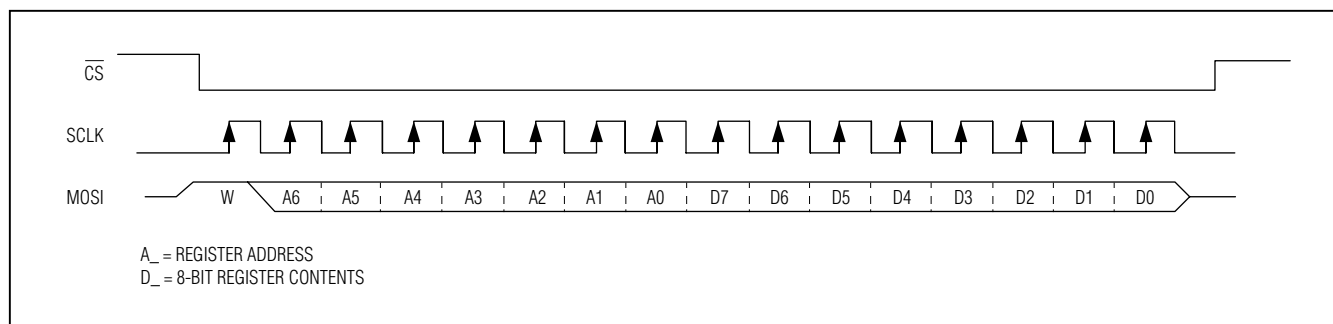 C̅S̅
SCLK
MOSI W A6 A5 A4 A3 A2 A1 A0 D7 D6 D5 D4 D3 D2 D1 D0
A_ = REGISTER ADDRESS
D_ = 8-BIT REGISTER CONTENTS